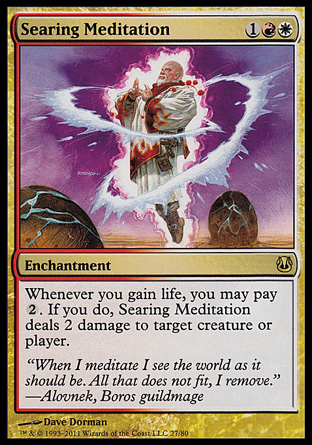 Searing Meditation 1
Enchantment
Whenever you gain life, you may pay
2. If you do, Searing Meditation
deals 2 damage to target creature or
player.
"When I meditate I see the world as it
should be. All that does not fit, I remove."
—Alovnek, Boros guildmage
Dave Dorman
™ & © 1993–2011 Wizards of the Coast LLC 27/80